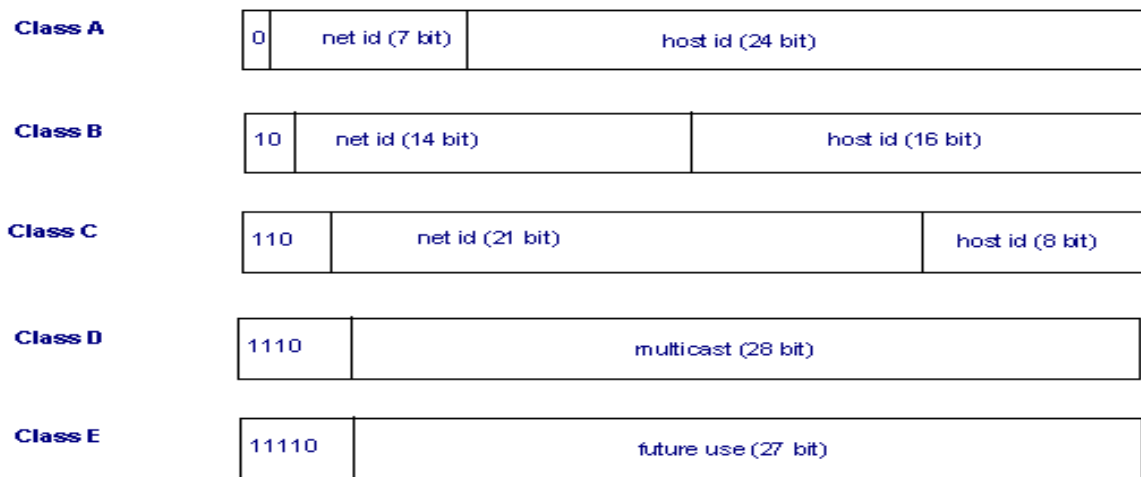 Class A
0 net id (7 bit) host id (24 bit)
Class B
10 net id (14 bit) host id (16 bit)
Class C
110 net id (21 bit) host id (8 bit)
Class D
1110 multicast (28 bit)
Class E
11110 future use (27 bit)